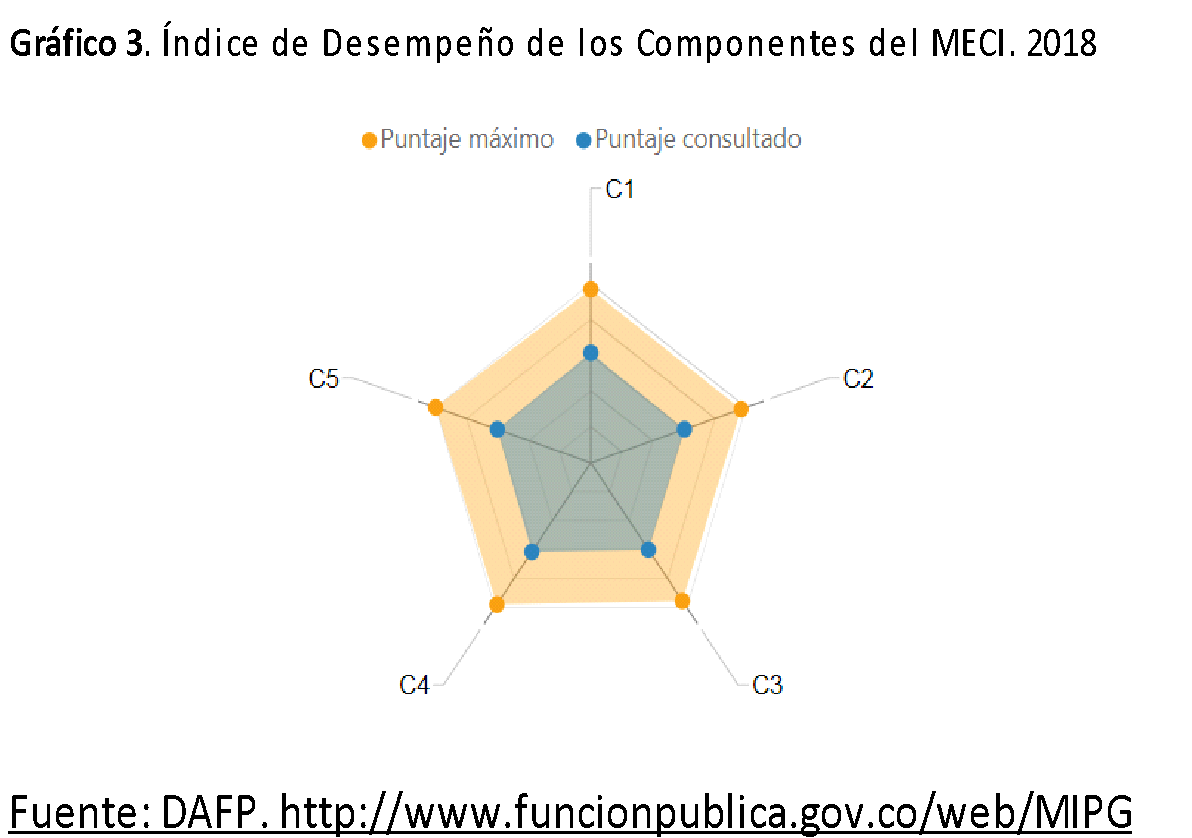 Gráfico 3. Índice de Desempeño de los Componentes del MECI. 2018
Puntaje máximo Puntaje consultado
C1
C5 C2
C4 C3
Fuente: DAFP. http://www.funcionpublica.gov.co/web/MIPG